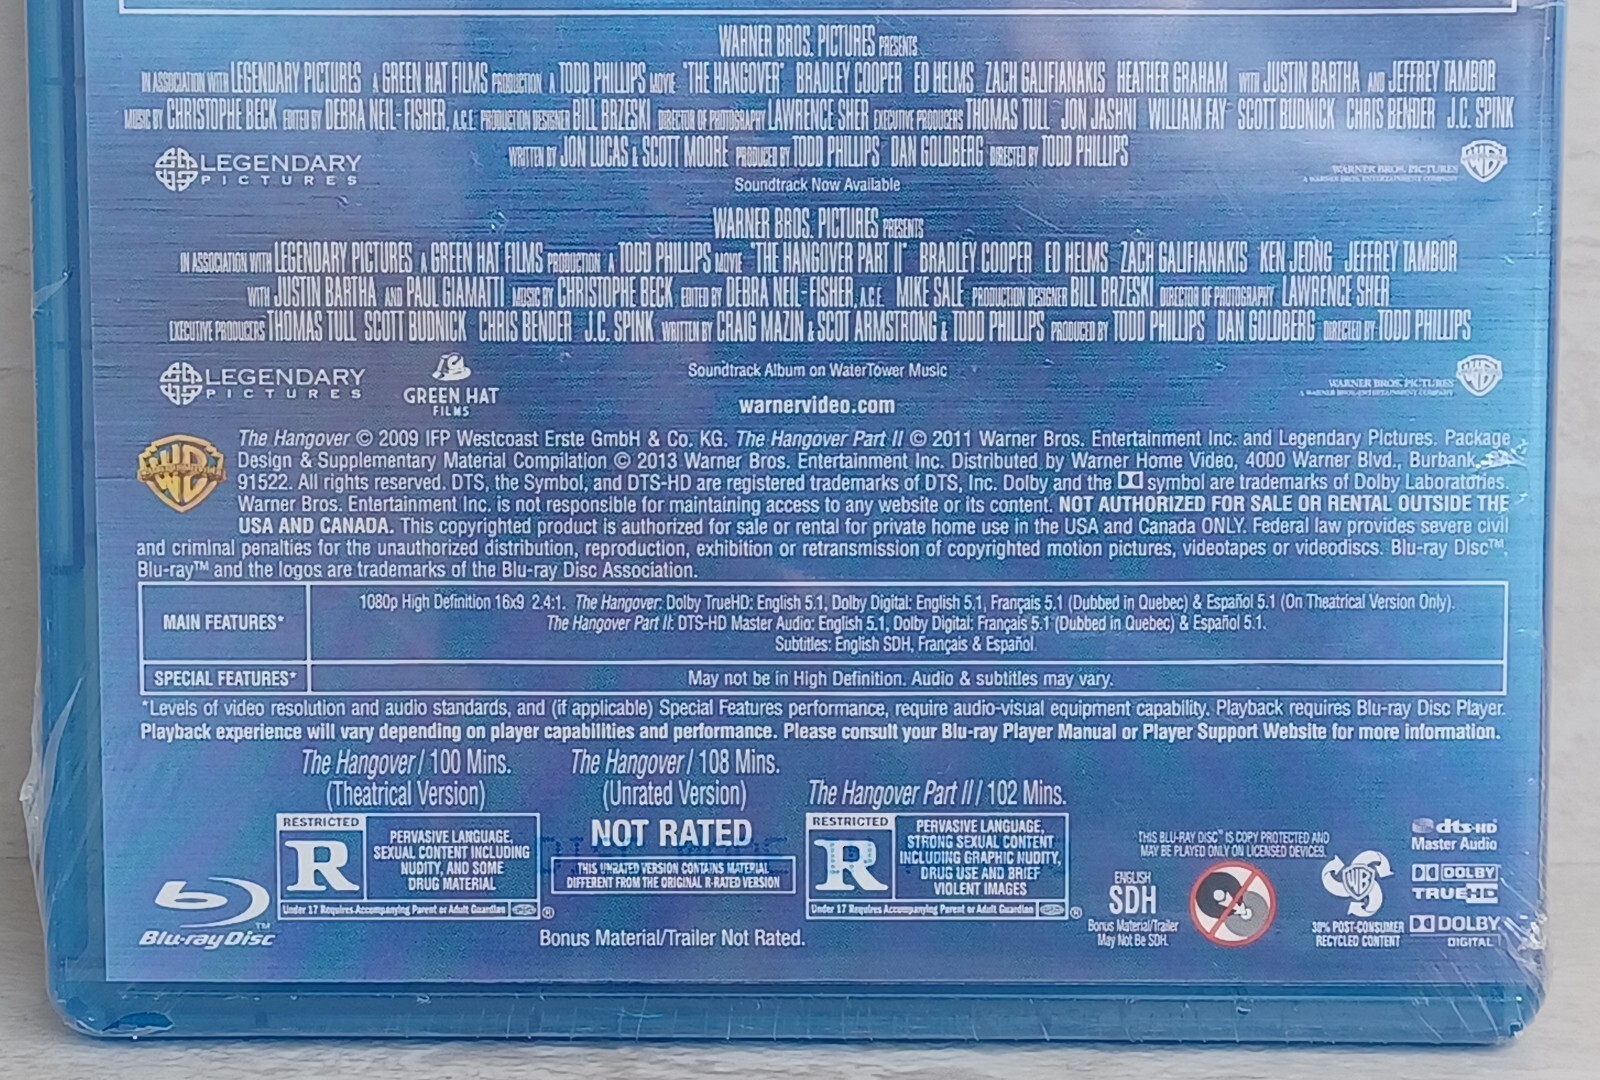 WARNER BROS. PICTURES PRESENTS
IN ASSOCIATION WITH LEGENDARY PICTURES A GREEN HAT FILMS PRODUCTION A TODD PHILLIPS MOVIE "THE HANGOVER" BRADLEY COOPER ED HELMS ZACH GALIFIANAKIS HEATHER GRAHAM WITH JUSTIN BARTHA AND JEFFREY TAMBOR
MUSIC BY CHRISTOPHE BECK EDITED BY DEBRA NEIL-FISHER, A.C.E. PRODUCTION DESIGNER BILL BRZESKI DIRECTOR OF PHOTOGRAPHY LAWRENCE SHER EXECUTIVE PRODUCERS THOMAS TULL JON JASHNI WILLIAM FAY SCOTT BUDNICK CHRIS BENDER J.C. SPINK
WRITTEN BY JON LUCAS & SCOTT MOORE PRODUCED BY TODD PHILLIPS DAN GOLDBERG DIRECTED BY TODD PHILLIPS
LEGENDARY
PICTURES
WARNER BROS. PICTURES
A WARNER BROS. ENTERTAINMENT COMPANY
WB
Soundtrack Now Available
WARNER BROS. PICTURES PRESENTS
IN ASSOCIATION WITH LEGENDARY PICTURES A GREEN HAT FILMS PRODUCTION A TODD PHILLIPS MOVIE "THE HANGOVER PART II" BRADLEY COOPER ED HELMS ZACH GALIFIANAKIS KEN JEONG JEFFREY TAMBOR
WITH JUSTIN BARTHA AND PAUL GIAMATTI MUSIC BY CHRISTOPHE BECK EDITED BY DEBRA NEIL-FISHER, A.C.E. MIKE SALE PRODUCTION DESIGNER BILL BRZESKI DIRECTOR OF PHOTOGRAPHY LAWRENCE SHER
EXECUTIVE PRODUCERS THOMAS TULL SCOTT BUDNICK CHRIS BENDER J.C. SPINK WRITTEN BY CRAIG MAZIN & SCOT ARMSTRONG & TODD PHILLIPS PRODUCED BY TODD PHILLIPS DAN GOLDBERG DIRECTED BY TODD PHILLIPS
LEGENDARY
PICTURES
GREEN HAT
FILMS
Soundtrack Album on WaterTower Music
warnervideo.com
WARNER BROS. PICTURES
A WARNER BROS. ENTERTAINMENT COMPANY
WB
The Hangover © 2009 IFP Westcoast Erste GmbH & Co. KG. The Hangover Part II © 2011 Warner Bros. Entertainment Inc. and Legendary Pictures. Package
Design & Supplementary Material Compilation © 2013 Warner Bros. Entertainment Inc. Distributed by Warner Home Video, 4000 Warner Blvd., Burbank, CA
91522. All rights reserved. DTS, the Symbol, and DTS-HD are registered trademarks of DTS, Inc. Dolby and the symbol are trademarks of Dolby Laboratories.
Warner Bros. Entertainment Inc. is not responsible for maintaining access to any website or its content. NOT AUTHORIZED FOR SALE OR RENTAL OUTSIDE THE
USA AND CANADA. This copyrighted product is authorized for sale or rental for private home use in the USA and Canada ONLY. Federal law provides severe civil
and criminal penalties for the unauthorized distribution, reproduction, exhibition or retransmission of copyrighted motion pictures, videotapes or videodiscs. Blu-ray Disc™,
Blu-ray™ and the logos are trademarks of the Blu-ray Disc Association.
MAIN FEATURES*
1080p High Definition 16x9 2.4:1. The Hangover: Dolby TrueHD: English 5.1, Dolby Digital: English 5.1, Français 5.1 (Dubbed in Quebec) & Español 5.1 (On Theatrical Version Only).
The Hangover Part II: DTS-HD Master Audio: English 5.1, Dolby Digital: Français 5.1 (Dubbed in Quebec) & Español 5.1.
Subtitles: English SDH, Français & Español.
SPECIAL FEATURES*
May not be in High Definition. Audio & subtitles may vary.
*Levels of video resolution and audio standards, and (if applicable) Special Features performance, require audio-visual equipment capability. Playback requires Blu-ray Disc Player.
Playback experience will vary depending on player capabilities and performance. Please consult your Blu-ray Player Manual or Player Support Website for more information.
The Hangover / 100 Mins.
(Theatrical Version)
RESTRICTED
R
PERVASIVE LANGUAGE,
SEXUAL CONTENT INCLUDING
NUDITY, AND SOME
DRUG MATERIAL
Under 17 Requires Accompanying Parent or Adult Guardian ®
The Hangover / 108 Mins.
(Unrated Version)
NOT RATED
THIS UNRATED VERSION CONTAINS MATERIAL
DIFFERENT FROM THE ORIGINAL R-RATED VERSION
The Hangover Part II / 102 Mins.
RESTRICTED
R
PERVASIVE LANGUAGE,
STRONG SEXUAL CONTENT
INCLUDING GRAPHIC NUDITY,
DRUG USE AND BRIEF
VIOLENT IMAGES
Under 17 Requires Accompanying Parent or Adult Guardian ®
Bonus Material/Trailer Not Rated.
Blu-ray Disc™
THIS BLU-RAY DISC™ IS COPY PROTECTED AND
MAY BE PLAYED ONLY ON LICENSED DEVICES.
ENGLISH
SDH
Bonus Material/Trailer
May Not Be SDH.
WB
30% POST-CONSUMER
RECYCLED CONTENT
dts-HD
Master Audio
DOLBY
TRUEHD
DOLBY
DIGITAL